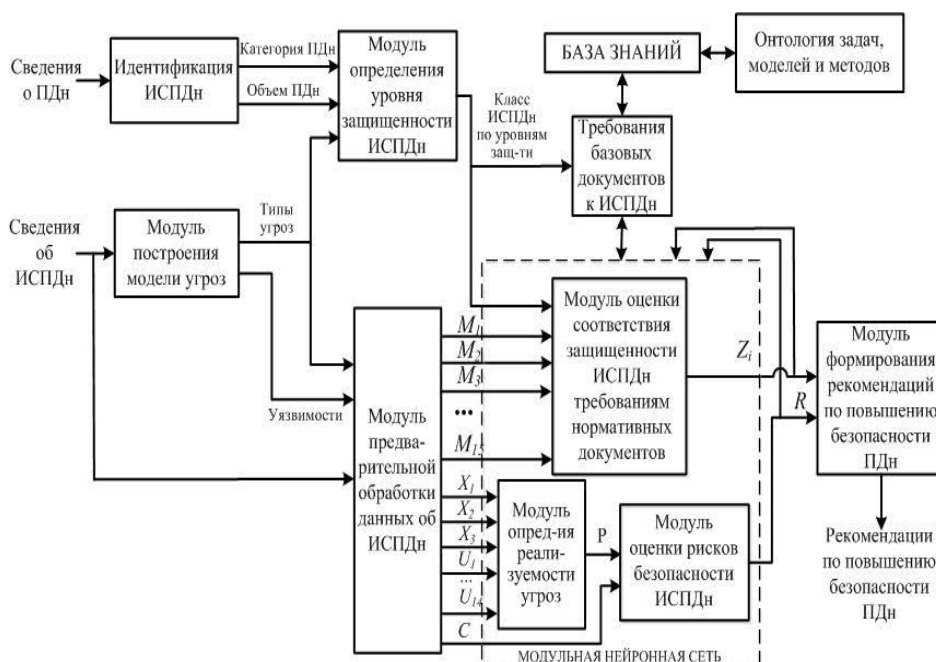 Сведения
о ПДн
Идентификация
ИСПДн
Категория ПДн
Объем ПДн
Модуль
определения
уровня
защищенности
ИСПДн
БАЗА ЗНАНИЙ
Онтология задач,
моделей и методов
Класс
ИСПДн
по уровням
защ-ти
Требования
базовых
документов
к ИСПДн
Сведения
об
ИСПДн
Модуль
построения
модели угроз
Типы
угроз
Уязвимости
Модуль
предва-
рительной
обработки
данных об
ИСПДн
M1
M2
M3
...
M15
X1
X2
X3
U1
...
U14
C
Модуль оценки
соответствия
защищенности
ИСПДн
требованиям
нормативных
документов
Zi
R
Модуль
опред-ия
реали-
зуемости
угроз
P
Модуль
оценки рисков
безопасности
ИСПДн
МОДУЛЬНАЯ НЕЙРОННАЯ СЕТЬ
Модуль
формирования
рекомендаций
по повышению
безопасности
ПДн
Рекомендации
по повышению
безопасности
ПДн